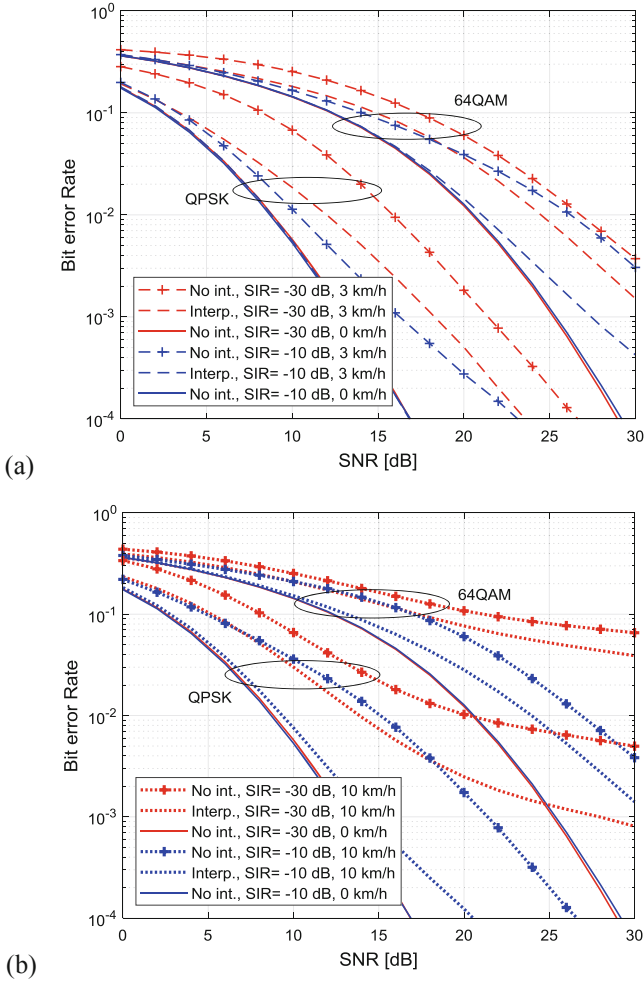 10^0
10^-1
10^-2
10^-3
10^-4
Bit error Rate
64QAM
QPSK
No int., SIR= -30 dB, 3 km/h
Interp., SIR= -30 dB, 3 km/h
No int., SIR= -30 dB, 0 km/h
No int., SIR= -10 dB, 3 km/h
Interp., SIR= -10 dB, 3 km/h
No int., SIR= -10 dB, 0 km/h
0 5 10 15 20 25 30
SNR [dB]
(a)
10^0
10^-1
10^-2
10^-3
10^-4
Bit error Rate
64QAM
QPSK
No int., SIR= -30 dB, 10 km/h
Interp., SIR= -30 dB, 10 km/h
No int., SIR= -30 dB, 0 km/h
No int., SIR= -10 dB, 10 km/h
Interp., SIR= -10 dB, 10 km/h
No int., SIR= -10 dB, 0 km/h
0 5 10 15 20 25 30
SNR [dB]
(b)